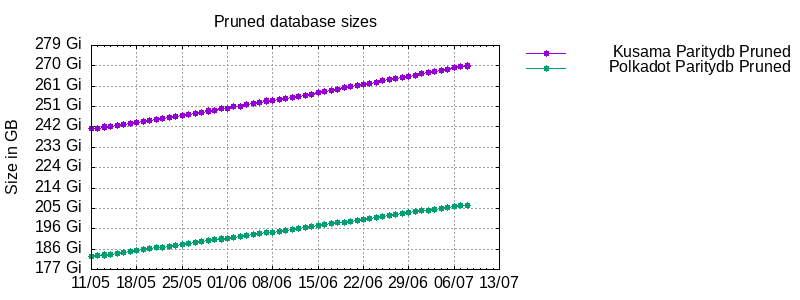 Pruned database sizes
Kusama Paritydb Pruned
Polkadot Paritydb Pruned
Size in GB
279 Gi
270 Gi
261 Gi
251 Gi
242 Gi
233 Gi
224 Gi
214 Gi
205 Gi
196 Gi
186 Gi
177 Gi
11/05 18/05 25/05 01/06 08/06 15/06 22/06 29/06 06/07 13/07